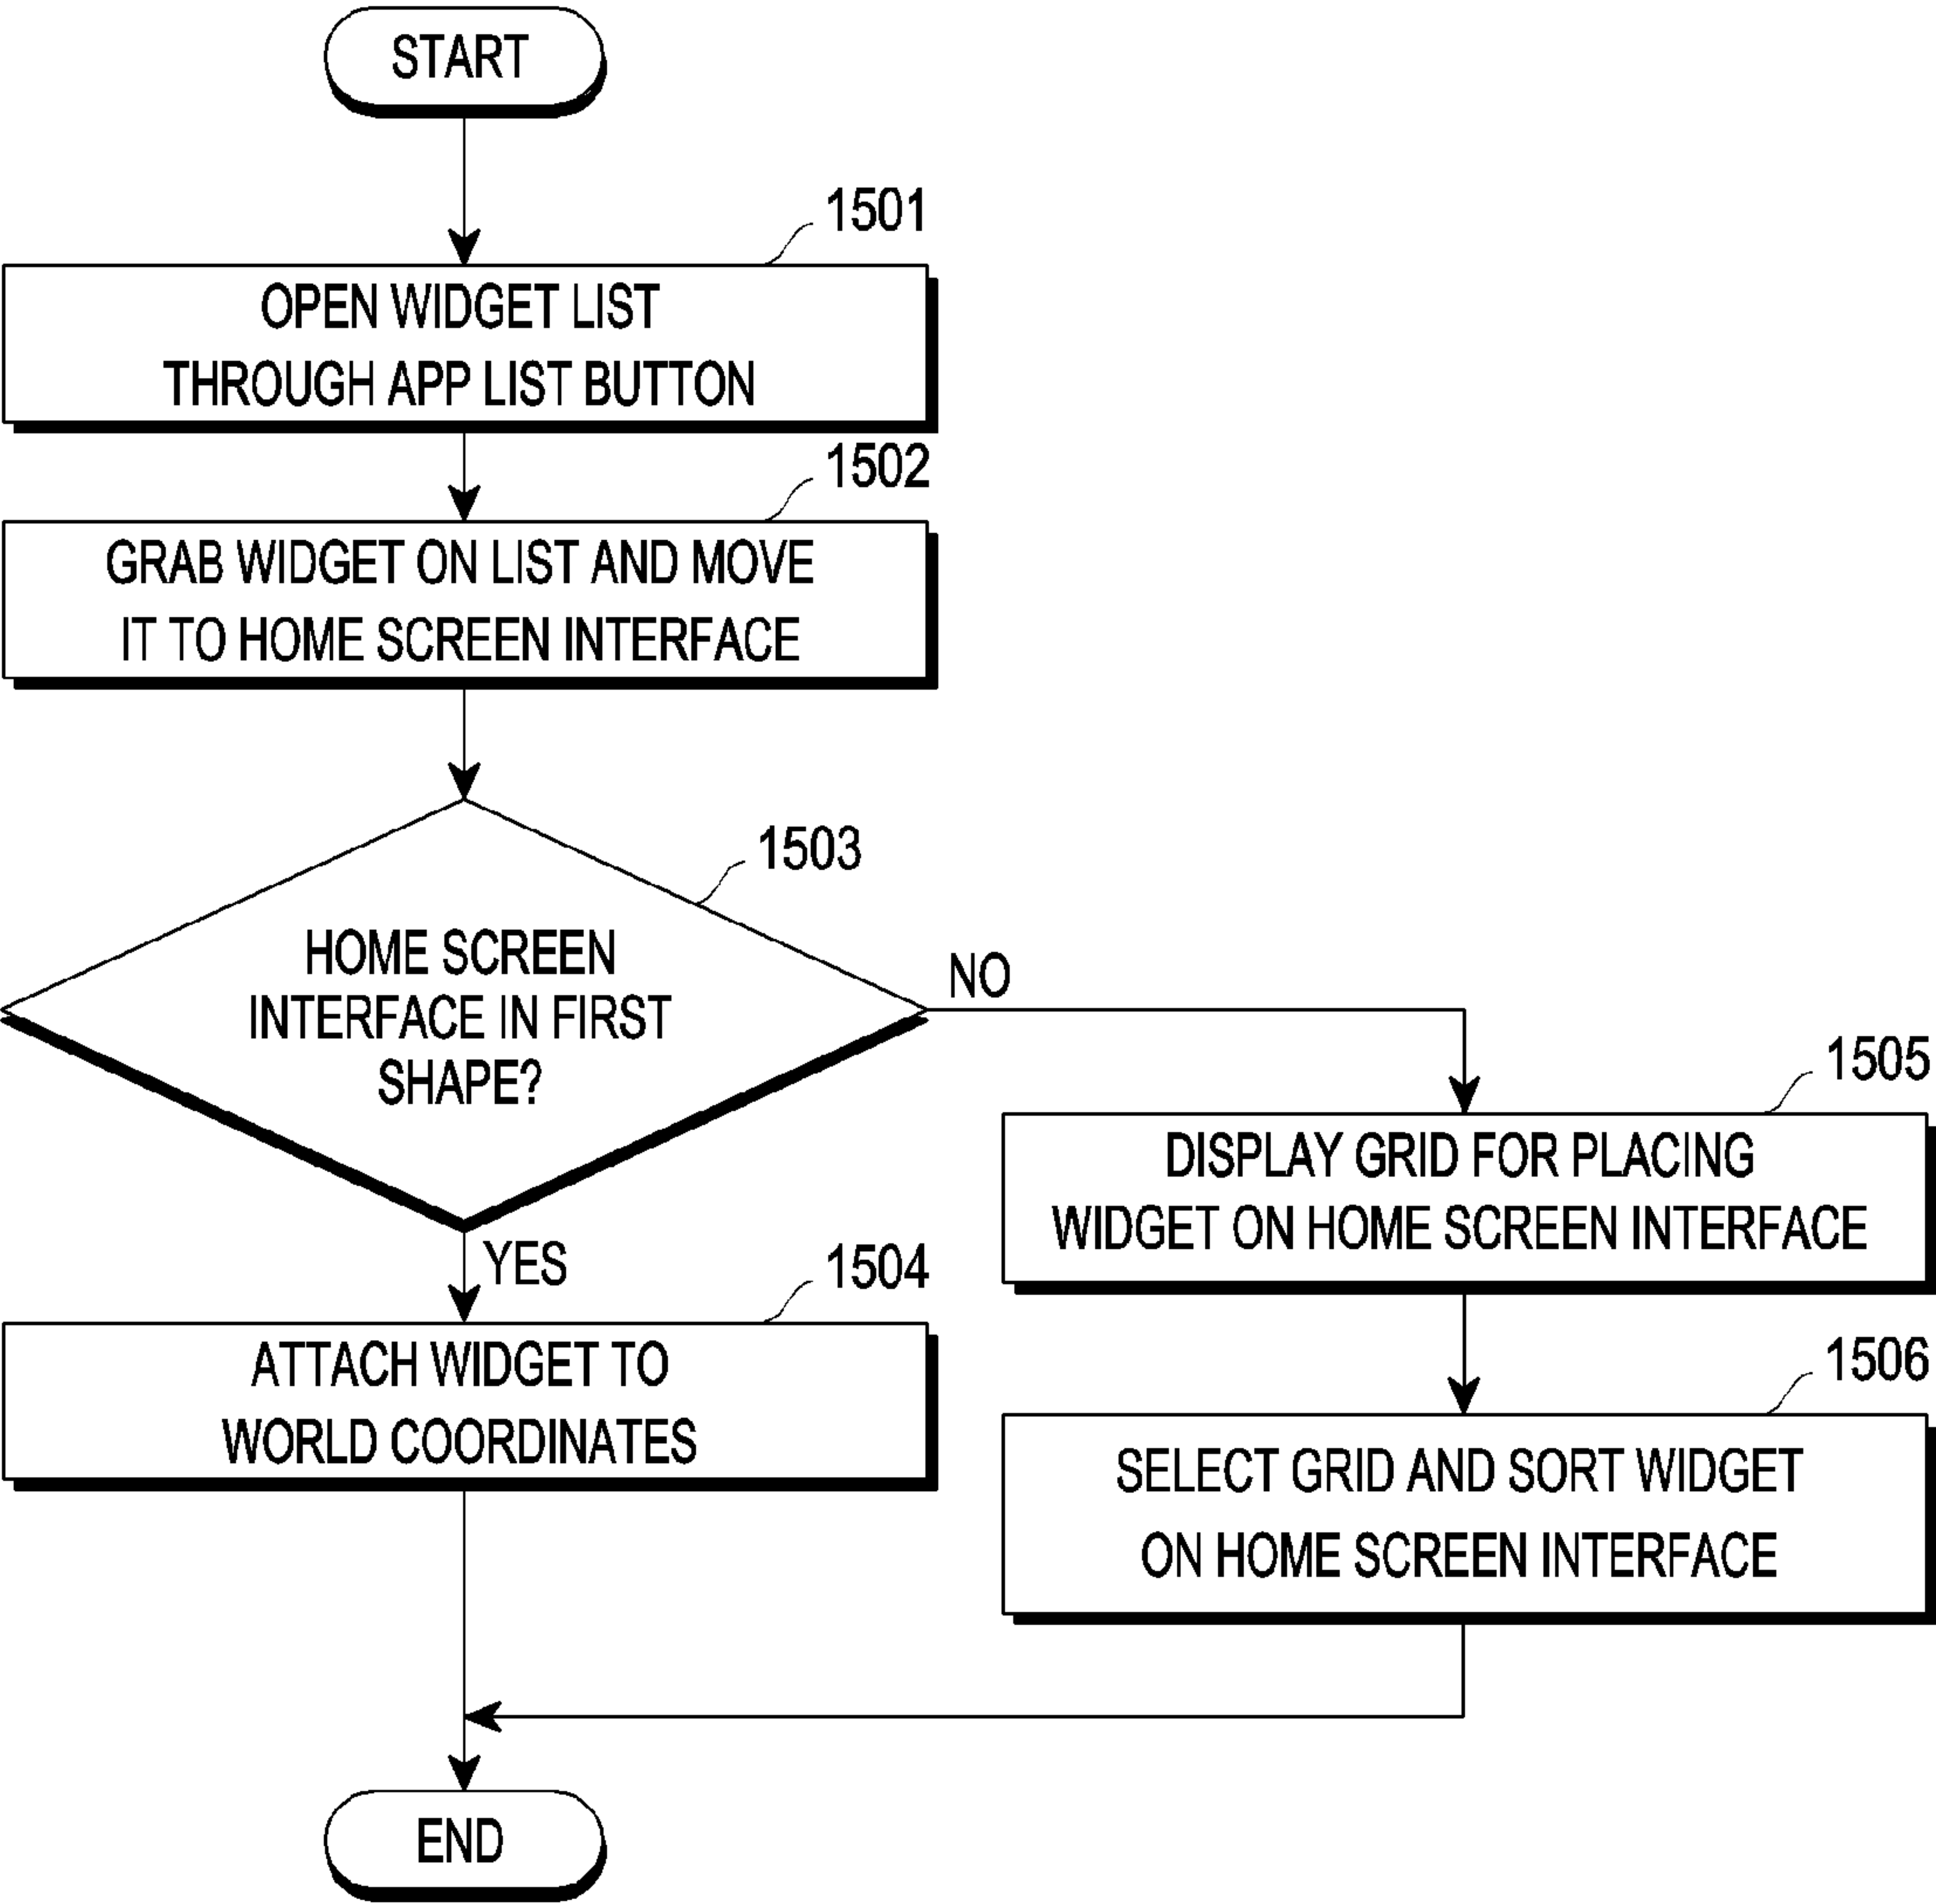 START
1501
OPEN WIDGET LIST
THROUGH APP LIST BUTTON
1502
GRAB WIDGET ON LIST AND MOVE
IT TO HOME SCREEN INTERFACE
1503
HOME SCREEN
INTERFACE IN FIRST
SHAPE?
NO
YES
1504
ATTACH WIDGET TO
WORLD COORDINATES
1505
DISPLAY GRID FOR PLACING
WIDGET ON HOME SCREEN INTERFACE
1506
SELECT GRID AND SORT WIDGET
ON HOME SCREEN INTERFACE
END